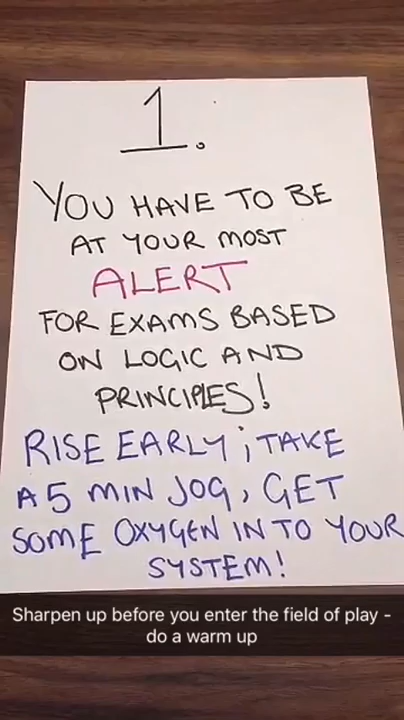 1.
YOU HAVE TO BE
AT YOUR MOST
ALERT
FOR EXAMS BASED
ON LOGIC AND
PRINCIPLES!
RISE EARLY; TAKE
A 5 MIN JOG, GET
SOME OXYGEN IN TO YOUR
SYSTEM!
Sharpen up before you enter the field of play -
do a warm up